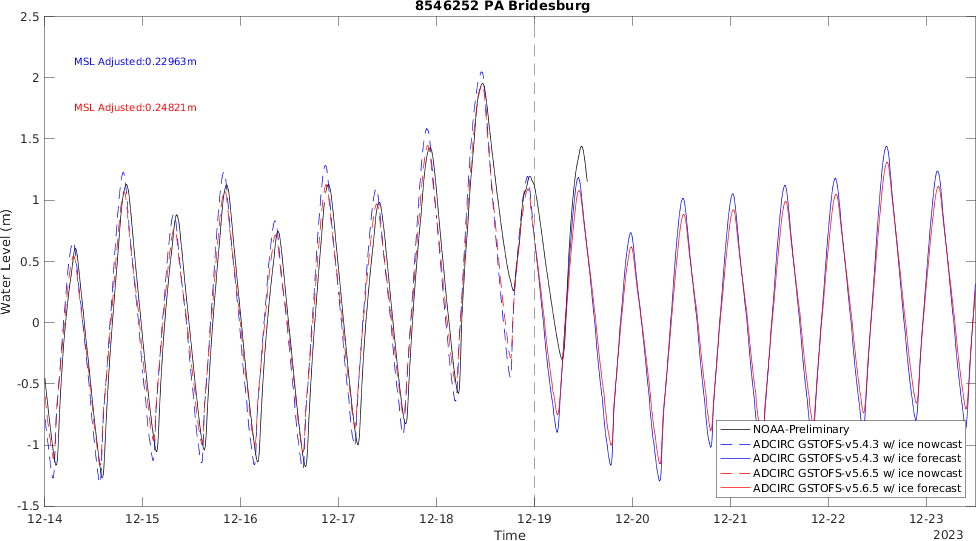 8546252 PA Bridesburg
MSL Adjusted:0.22963m
MSL Adjusted:0.24821m
Water Level (m)
2.5
2
1.5
1
0.5
0
-0.5
-1
-1.5
NOAA-Preliminary
ADCIRC GSTOFS-v5.4.3 w/ ice nowcast
ADCIRC GSTOFS-v5.4.3 w/ ice forecast
ADCIRC GSTOFS-v5.6.5 w/ ice nowcast
ADCIRC GSTOFS-v5.6.5 w/ ice forecast
12-14 12-15 12-16 12-17 12-18 12-19 12-20 12-21 12-22 12-23
Time
2023